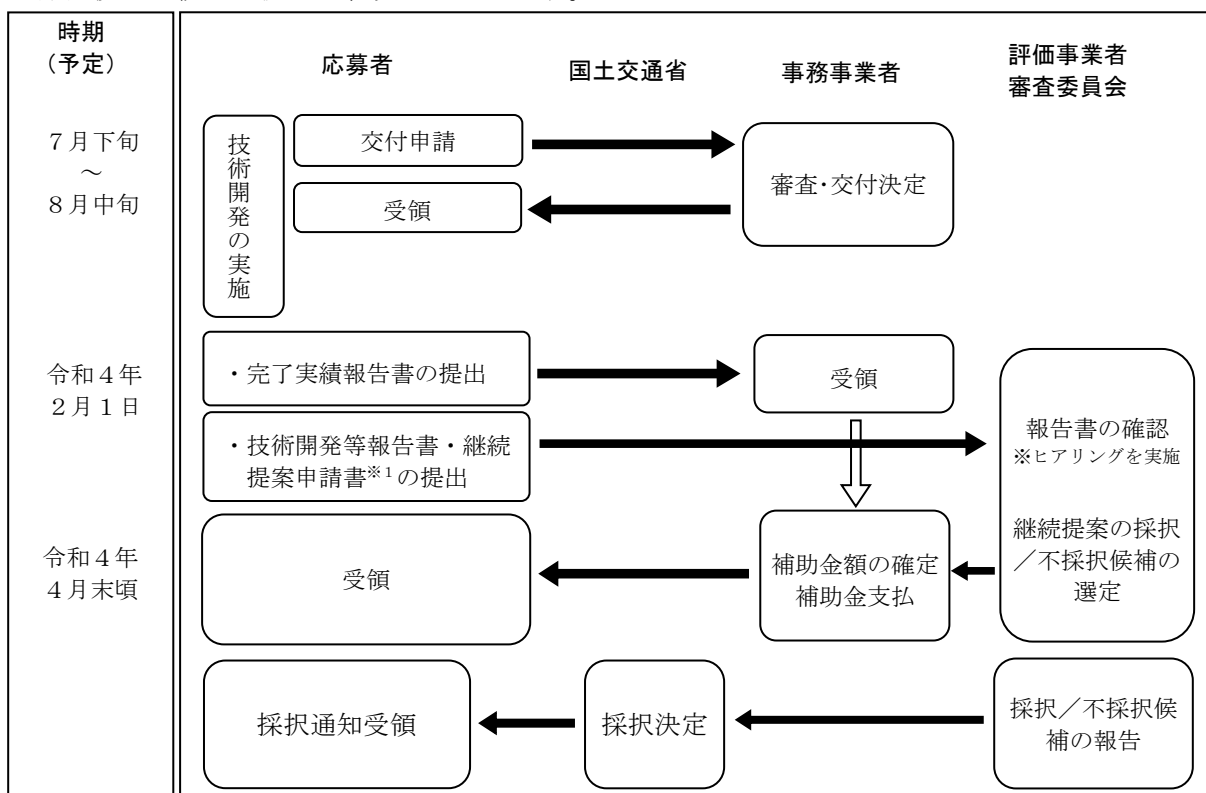 時期
（予定）
応募者
国土交通省
事務事業者
評価事業者
審査委員会
７月下旬
～
８月中旬
技術開発の実施
交付申請
受領
審査・交付決定
令和４年
２月１日
・完了実績報告書の提出
受領
・技術開発等報告書・継続
提案申請書※1の提出
報告書の確認
※ヒアリングを実施
継続提案の採択
／不採択候補の
選定
令和４年
４月末頃
受領
補助金額の確定
補助金支払
採択通知受領
採択決定
採択／不採択候
補の報告